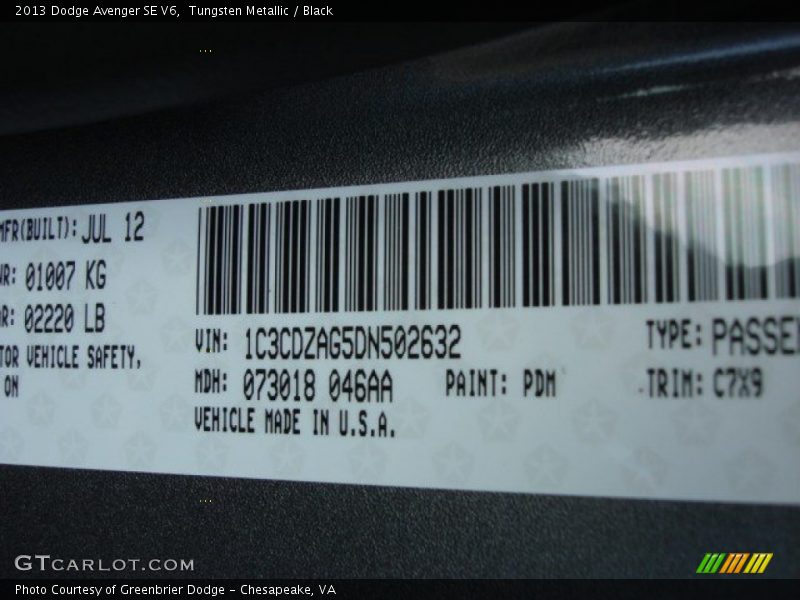 2013 Dodge Avenger SE V6,  Tungsten Metallic / Black
MFR(BUILT): JUL 12
01007 KG
02220 LB
VEHICLE SAFETY,
ON
VIN: 1C3CDZAG5DN502632
TYPE: PASSE
MDH: 073018 046AA
PAINT: PDM
TRIM: C7X9
VEHICLE MADE IN U.S.A.
GTCARLOT.COM
Photo Courtesy of Greenbrier Dodge – Chesapeake, VA